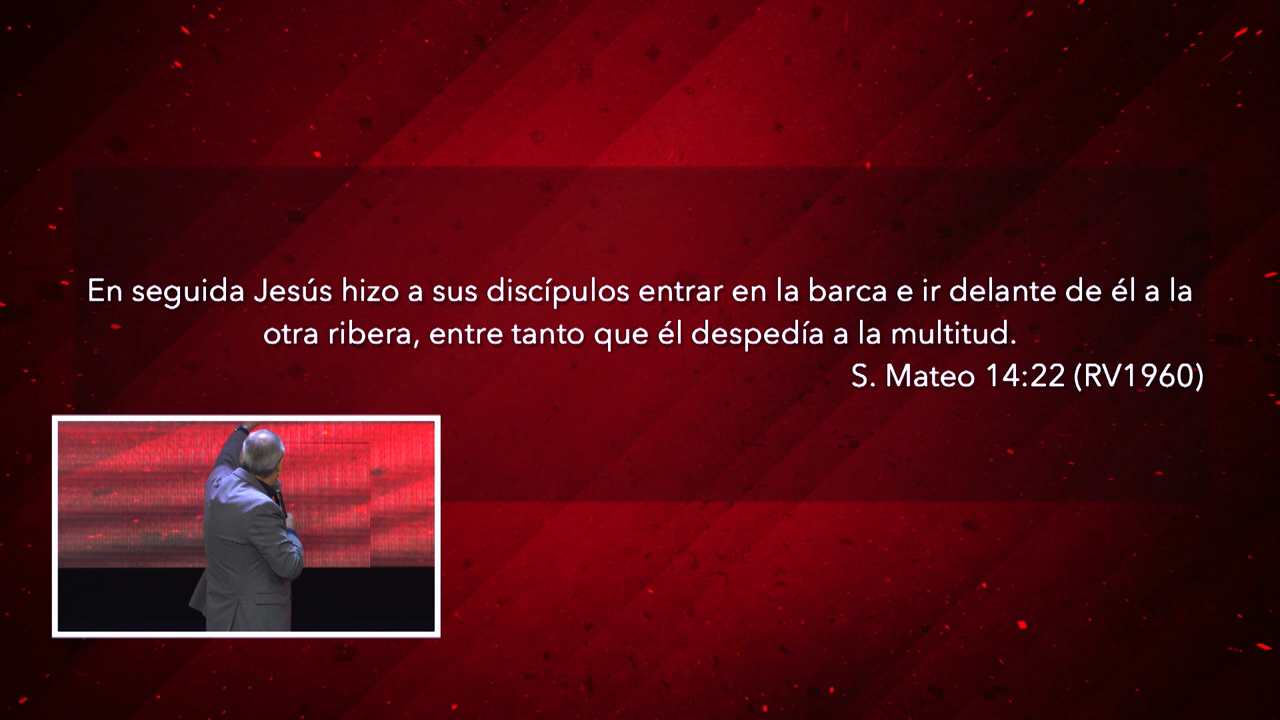 En seguida Jesús hizo a sus discípulos entrar en la barca e ir delante de él a la
otra ribera, entre tanto que él despedía a la multitud.
S. Mateo 14:22 (RV1960)